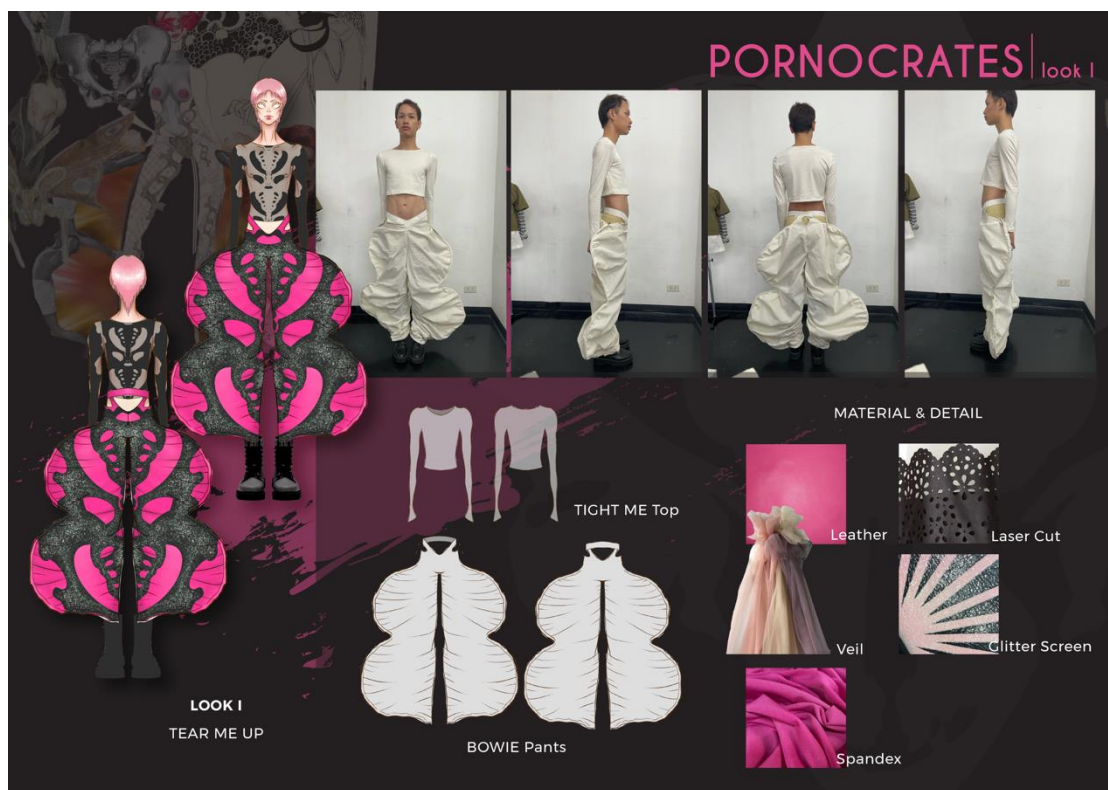 PORNOCRATES look I
MATERIAL & DETAIL
TIGHT ME Top
Leather
Laser Cut
Veil
Glitter Screen
LOOK I
TEAR ME UP
BOWIE Pants
Spandex